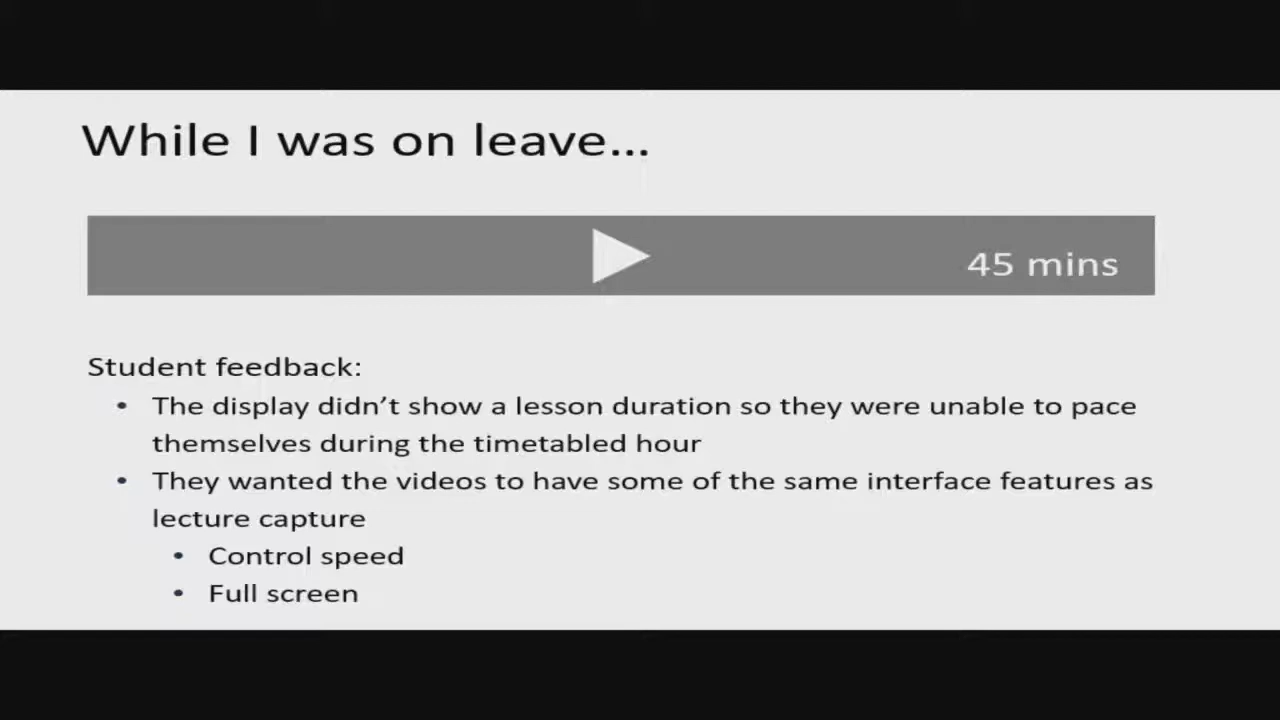 While I was on leave...
45 mins
Student feedback:
• The display didn’t show a lesson duration so they were unable to pace
themselves during the timetabled hour
• They wanted the videos to have some of the same interface features as
lecture capture
• Control speed
• Full screen